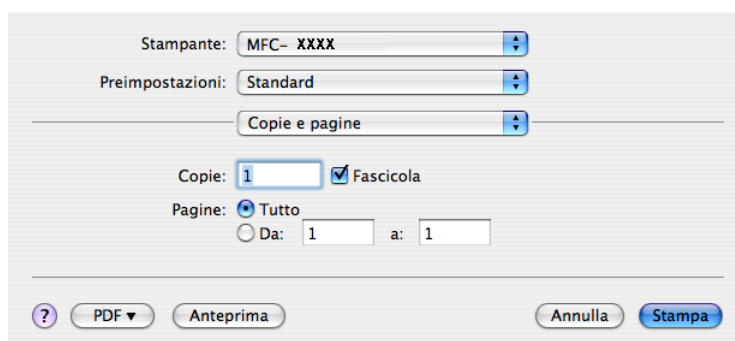 Stampante: MFC- XXXX
Preimpostazioni: Standard
Copie e pagine
Copie: 1 Fascicola
Pagine: Tutto
Da: 1 a: 1
? PDF ▼ Anteprima Annulla Stampa